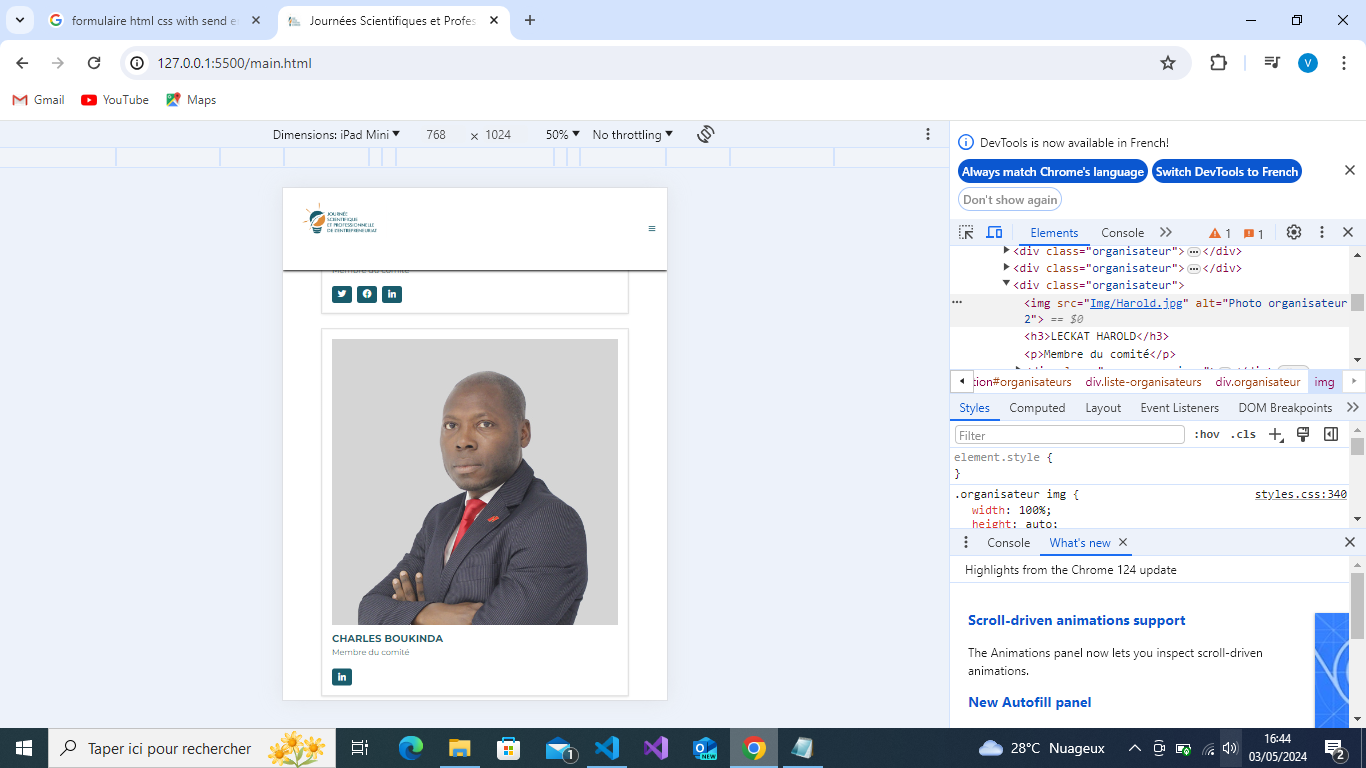 formulaire html css with send e
Journées Scientifiques et Profes
127.0.0.1:5500/main.html
V
Gmail
YouTube
Maps
Dimensions: iPad Mini
768
×
1024
50%
No throttling
JOURNÉE
SCIENTIFIQUE
ET PROFESSIONNELLE
DE L'ENTREPRENEURIAT
Membre du comité
in
CHARLES BOUKINDA
Membre du comité
in
DevTools is now available in French!
Always match Chrome's language
Switch DevTools to French
Don't show again
Elements
Console
1
1
<div class="organisateur"> </div>
<div class="organisateur"> </div>
<div class="organisateur">
<img src="Img/Harold.jpg" alt="Photo organisateur
2"> == $0
<h3>LECKAT HAROLD</h3>
<p>Membre du comité</p>
tion#organisateurs
div.liste-organisateurs
div.organisateur
img
Styles
Computed
Layout
Event Listeners
DOM Breakpoints
Filter
:hov
.cls
element.style {
}
.organisateur img {
styles.css:340
width: 100%;
height: auto;
Console
What's new
Highlights from the Chrome 124 update
Scroll-driven animations support
The Animations panel now lets you inspect scroll-driven
animations.
New Autofill panel
Taper ici pour rechercher
1
NEW
28°C Nuageux
16:44
03/05/2024
2